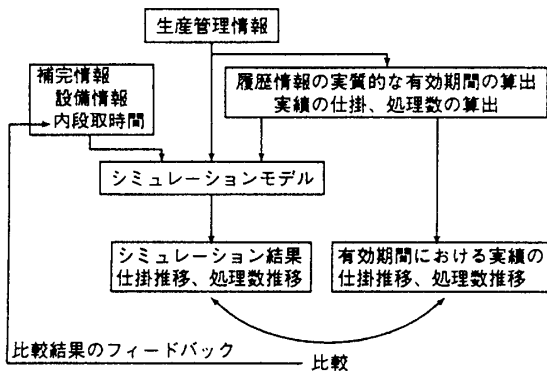 生産管理情報
補完情報
設備情報
内段取時間
履歴情報の実質的な有効期間の算出
実績の仕掛、処理数の算出
シミュレーションモデル
シミュレーション結果
仕掛推移、処理数推移
有効期間における実績の
仕掛推移、処理数推移
比較結果のフィードバック
比較